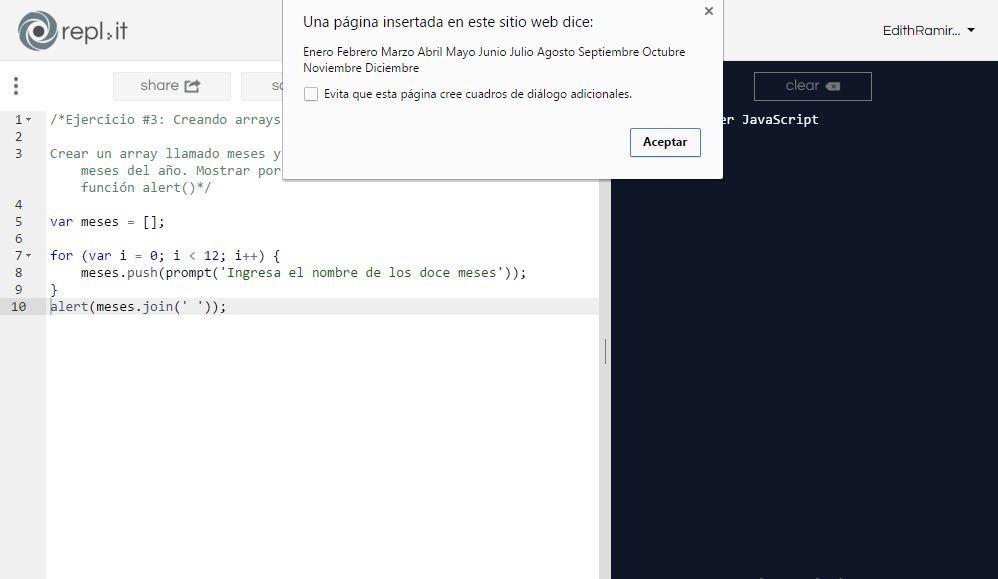 repl.it
Una página insertada en este sitio web dice:
Enero Febrero Marzo Abril Mayo Junio Julio Agosto Septiembre Octubre
Noviembre Diciembre
Evita que esta página cree cuadros de diálogo adicionales.
Aceptar
EdithRamir...
share
clear
JavaScript
1 /*Ejercicio #3: Creando arrays
2
3 Crear un array llamado meses y
meses del año. Mostrar por
función alert()*/
4
5 var meses = [];
6
7 for (var i = 0; i < 12; i++) {
8 meses.push(prompt('Ingresa el nombre de los doce meses'));
9 }
10 alert(meses.join(' '));